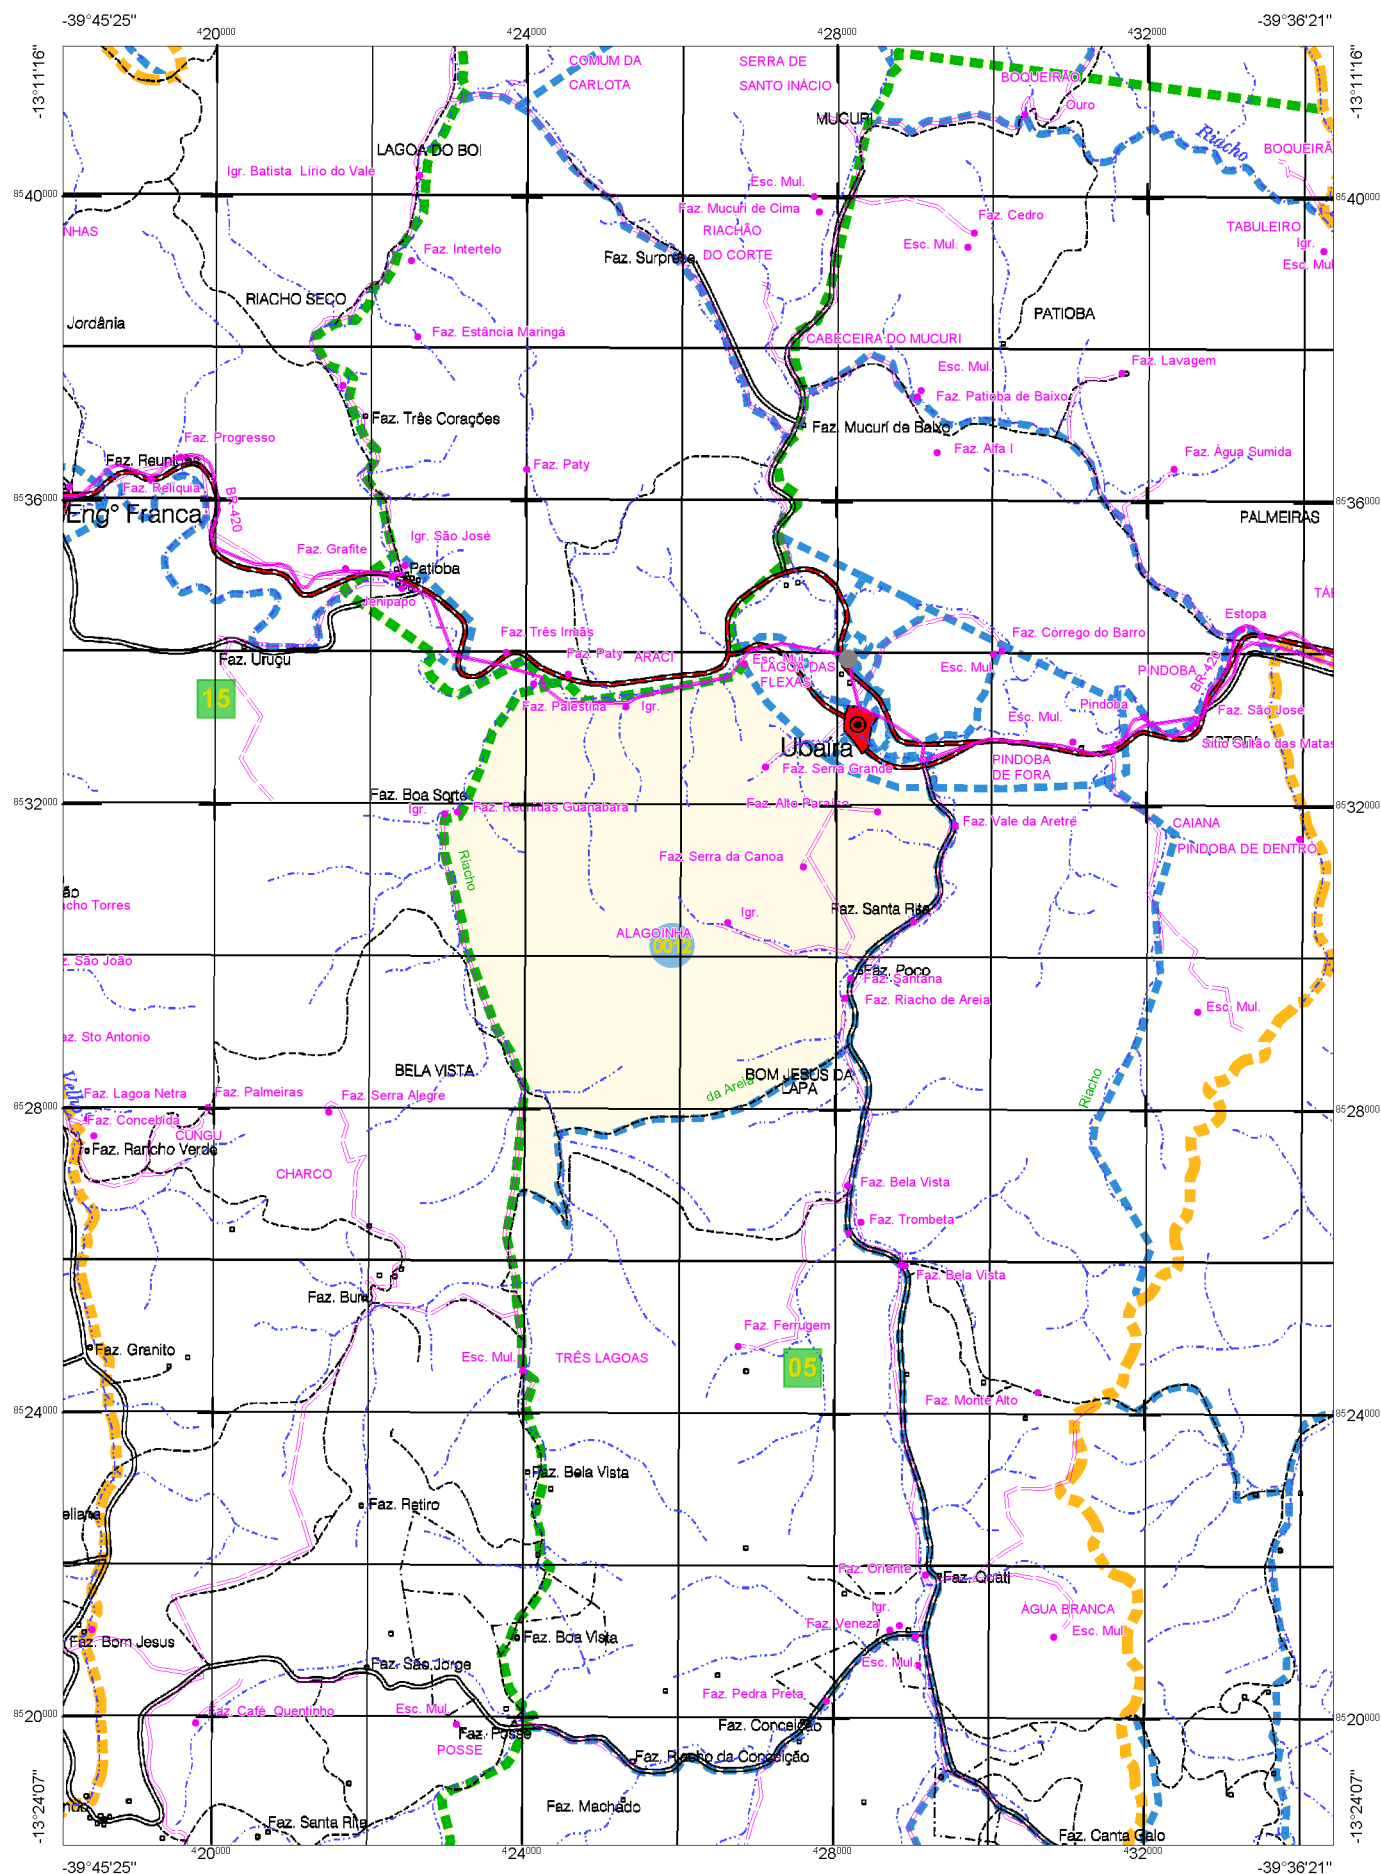 -39°45'25"
-39°36'21"
420000
424000
428000
432000
-13°11'16"
-13°11'16"
COMUM DA
CARLOTA
SERRA DE
SANTO INÁCIO
BOQUEIRÃO
Ouro
MUCURI
Riacho
BOQUEIRÃ
LAGOA DO BOI
Igr. Batista Lírio do Vale
Esc. Mul.
8540000
8540000
Faz. Mucuri de Cima
Faz. Cedro
NHAS
RIACHÃO
DO CORTE
TABULEIRO
Igr.
Esc. Mul
Faz. Intertelo
Esc. Mul.
Faz. Surpresa
RIACHO SECO
PATIOBA
Jordânia
Faz. Estância Maringá
CABECEIRA DO MUCURI
Faz. Lavagem
Esc. Mul.
Faz. Patioba de Baixo
Faz. Três Corações
Faz. Mucuri de Baixo
Faz. Progresso
Faz. Alfa I
Faz. Água Sumida
Faz. Reunidas
Faz. Paty
Faz. Reliquia
BR-420
8536000
8536000
Engº Franca
PALMEIRAS
Igr. São José
Faz. Grafite
Patioba
Jenipapo
TÁB
Estopa
Faz. Três Irmãs
Faz. Córrego do Barro
Faz. Uruçu
Faz. Paty
ARACI
Esc. Mul.
LAGOA DAS
FLEXAS
Esc. Mul.
PINDOBA
BR-420
15
Faz. Palestina
Igr.
Pindoba
Faz. São José
Esc. Mul.
Ubaíra
Sitio Sultão das Matas
Faz. Serra Grande
PINDOBA
DE FORA
Faz. Boa Sorte
8532000
8532000
Igr.
Faz. Reunidas Guanabara
Faz. Alto Paraíso
Faz. Vale da Aretré
CAIANA
PINDOBA DE DENTRO
Riacho
Faz. Serra da Canoa
ão
acho Torres
Faz. Santa Rita
Igr.
ALAGOINHA
0012
z. São João
Faz. Poço
Faz. Santana
Faz. Riacho de Areia
Esc. Mul.
az. Sto Antonio
BELA VISTA
BOM JESUS DA
LAPA
da Areia
Riacho
Velho
Faz. Lagoa Netra
Faz. Palmeiras
Faz. Serra Alegre
8528000
8528000
Faz. Concebida
CUNGU
Faz. Rancho Verde
CHARCO
Faz. Bela Vista
Faz. Trombeta
Faz. Bela Vista
Faz. Buru
Faz. Ferrugem
Faz. Granito
Esc. Mul.
TRÊS LAGOAS
05
Faz. Monte Alto
8524000
8524000
Faz. Bela Vista
Faz. Retiro
eliana
Faz. Oriente
Faz. Quati
Igr.
ÁGUA BRANCA
Faz. Veneza
Esc. Mul.
Faz. Bom Jesus
Faz. Boa Vista
Faz. São Jorge
Esc. Mul.
Faz. Pedra Preta
Faz. Café Quentinho
Esc. Mul.
8520000
8520000
Faz. Posse
Faz. Conceição
POSSE
Faz. Riacho da Conceição
Faz. Machado
Faz. Santa Rita
Faz. Canta Galo
-13°24'07"
-13°24'07"
420000
424000
428000
432000
-39°45'25"
-39°36'21"